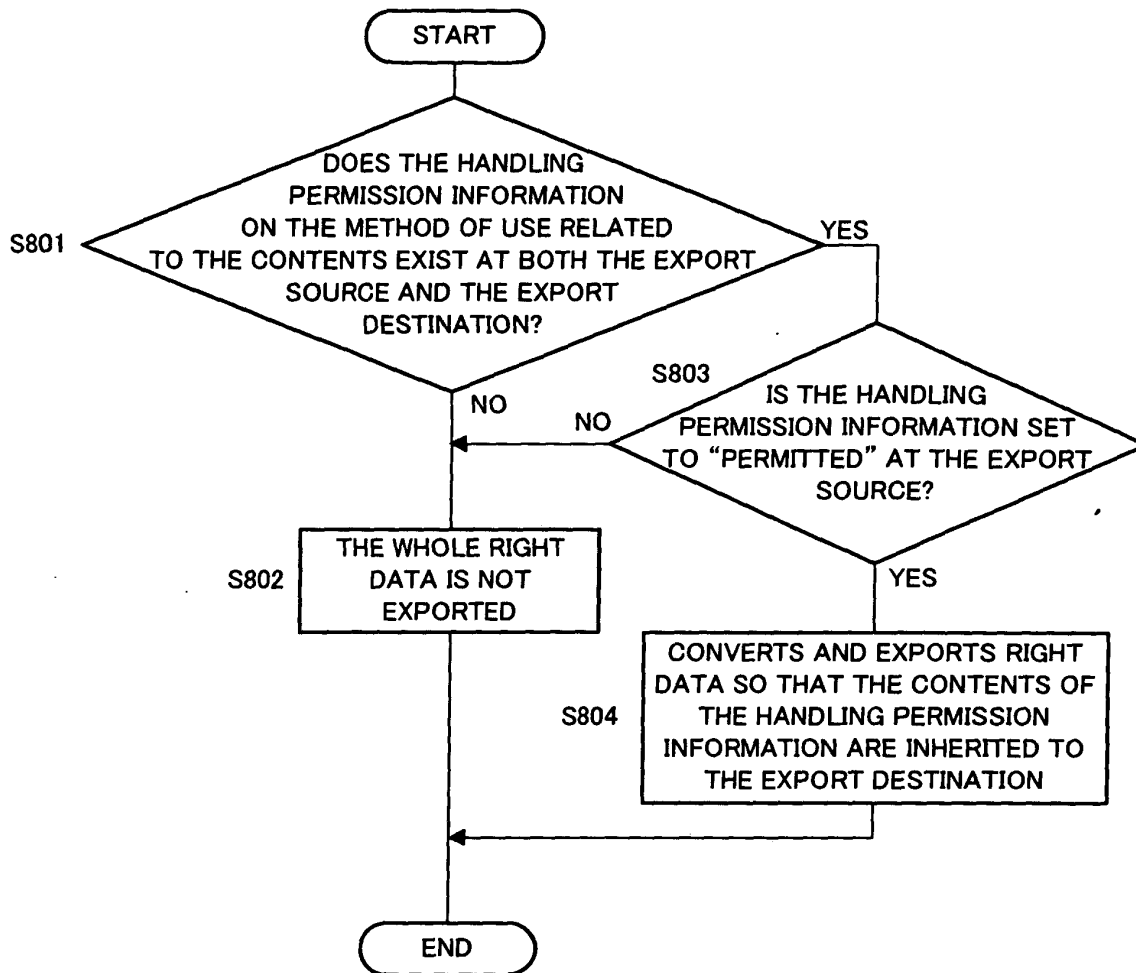 START
DOES THE HANDLING
PERMISSION INFORMATION
ON THE METHOD OF USE RELATED
TO THE CONTENTS EXIST AT BOTH THE EXPORT
SOURCE AND THE EXPORT
DESTINATION?
S801
YES
NO
S803
IS THE HANDLING
PERMISSION INFORMATION SET
TO “PERMITTED” AT THE EXPORT
SOURCE?
NO
YES
THE WHOLE RIGHT
DATA IS NOT
EXPORTED
S802
CONVERTS AND EXPORTS RIGHT
DATA SO THAT THE CONTENTS OF
THE HANDLING PERMISSION
INFORMATION ARE INHERITED TO
THE EXPORT DESTINATION
S804
END